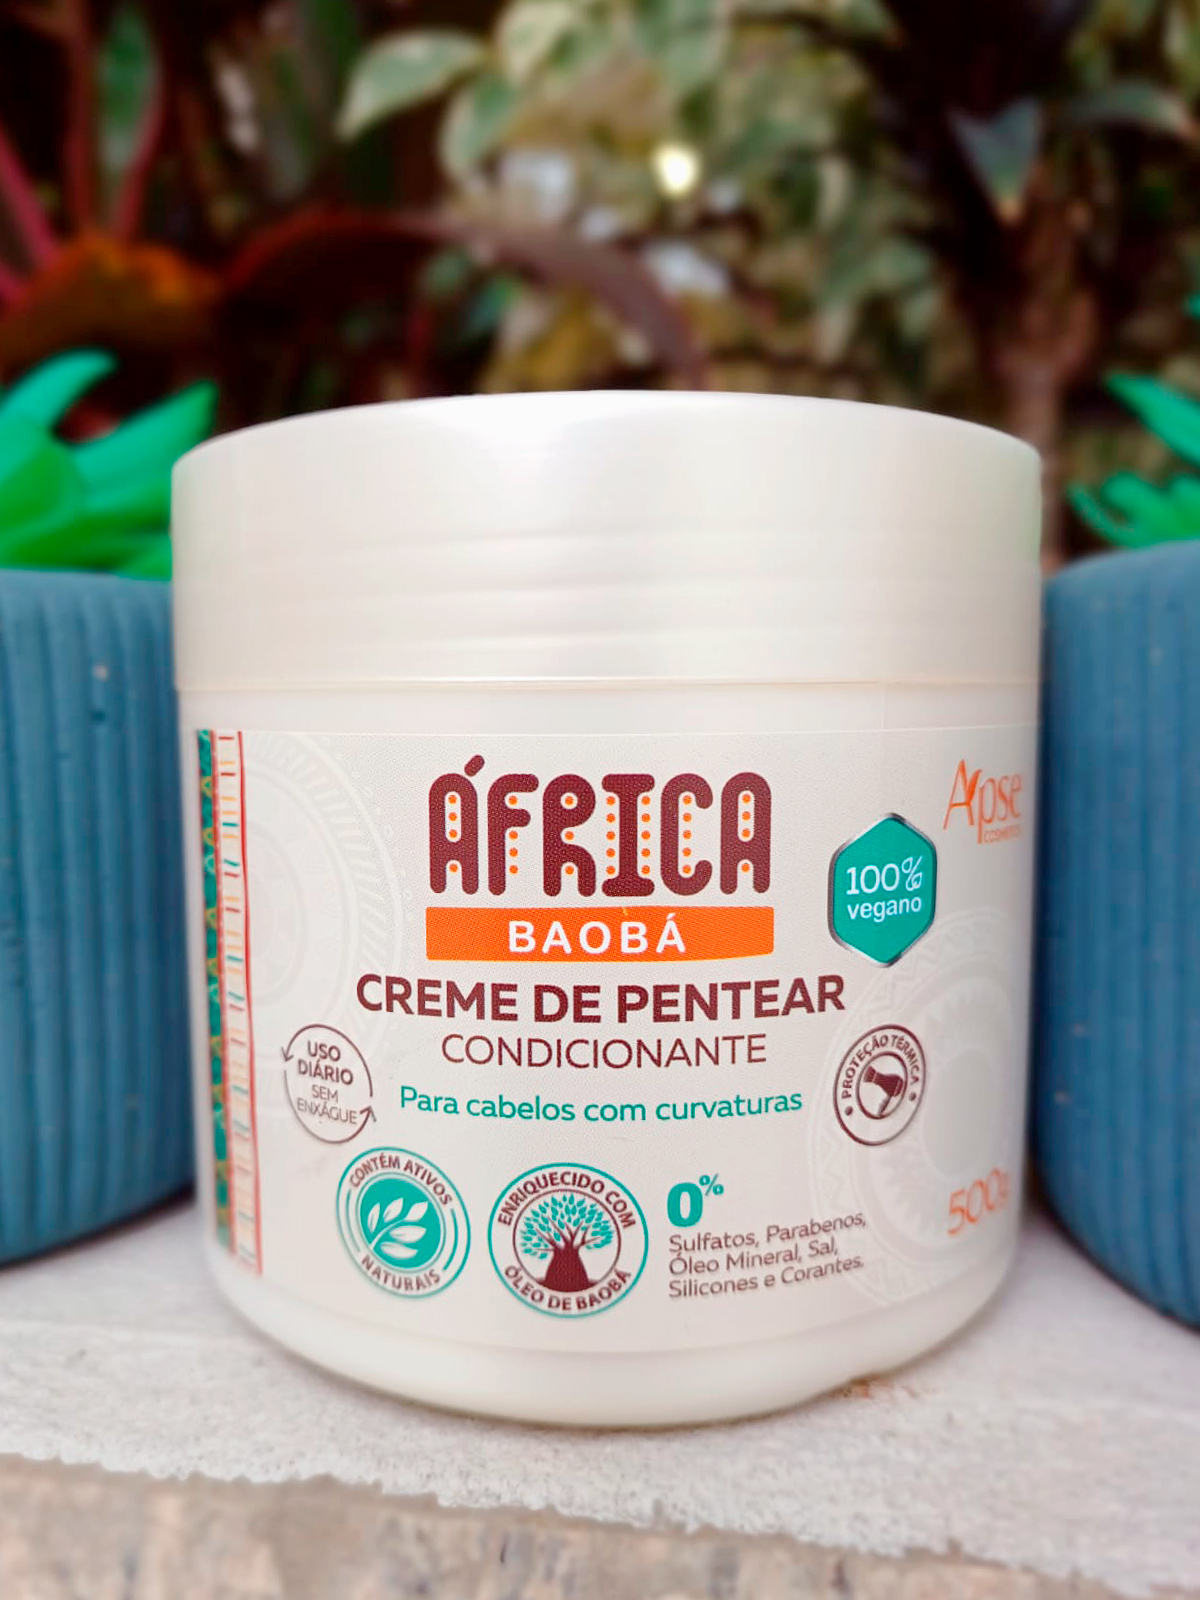 ÁFRICA
BAOBÁ
CREME DE PENTEAR
CONDICIONANTE
Para cabelos com curvaturas
Apse
COSMETICS
100%
vegano
USO
DIÁRIO
SEM
ENXÁGUE
PROTEÇÃO TÉRMICA
CONTÉM ATIVOS
NATURAIS
ENRIQUECIDO COM
ÓLEO DE BAOBÁ
0%
Sulfatos, Parabenos,
Óleo Mineral, Sal,
Silicones e Corantes.
500g